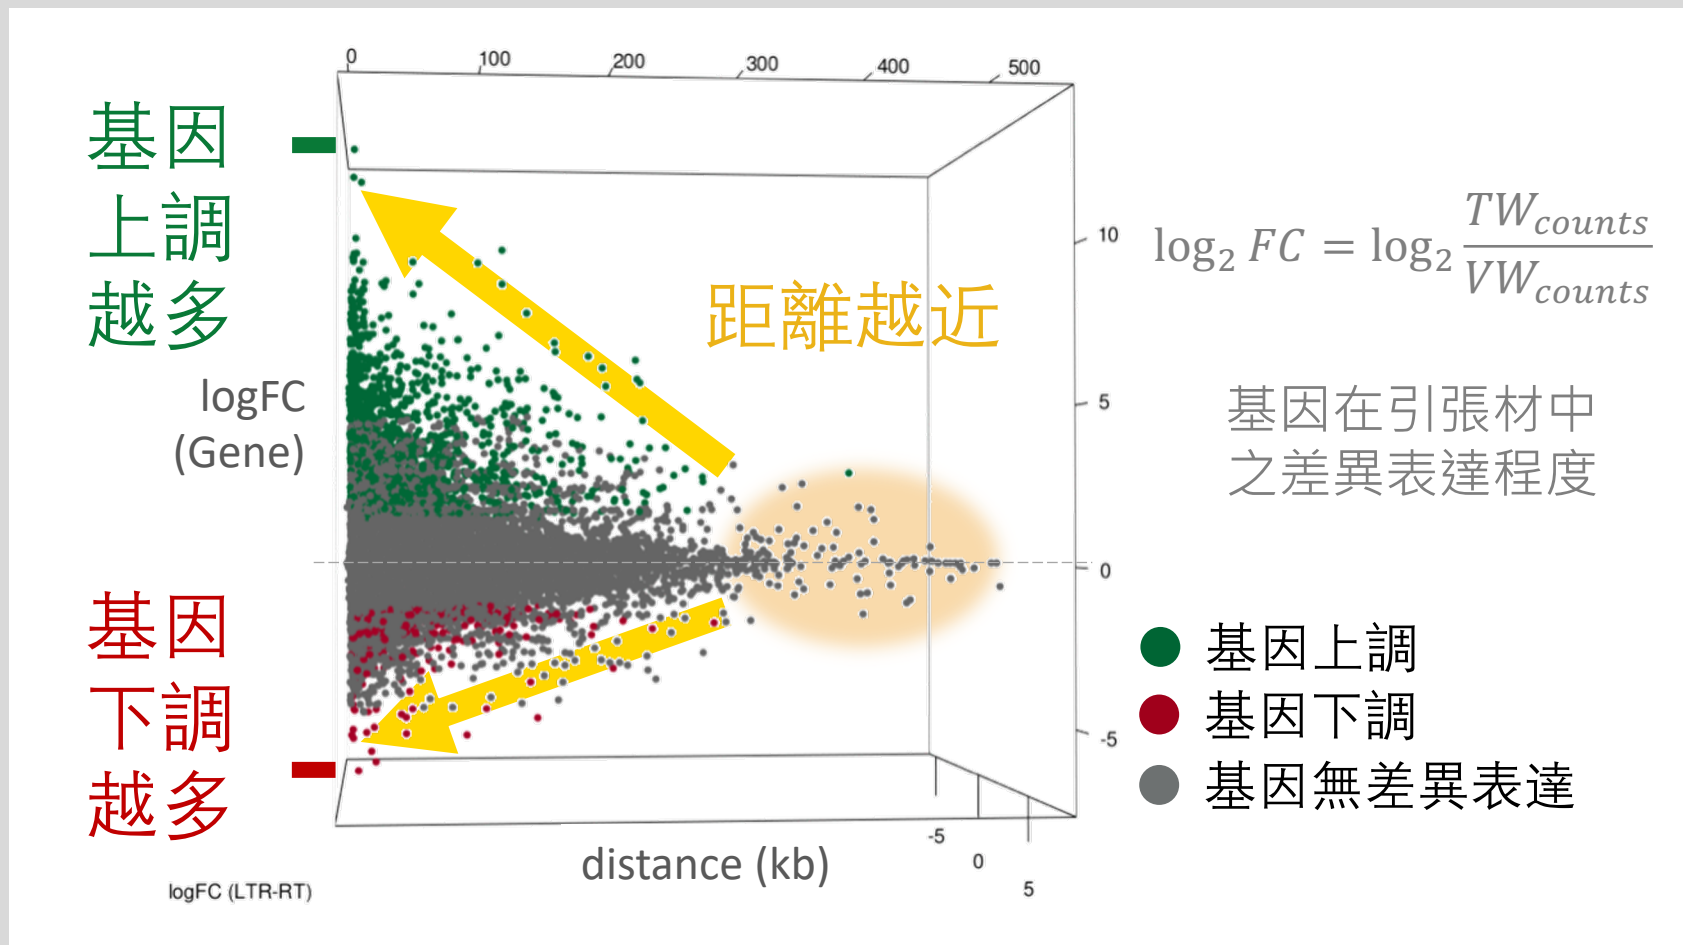 0 100 200 300 400 500
基因
上調
越多
logFC
(Gene)
基因
下調
越多
距離越近
10
5
0
-5
-5
0
5
distance (kb)
logFC (LTR-RT)
log₂ FC = log₂ TW_counts / VW_counts
基因在引張材中
之差異表達程度
基因上調
基因下調
基因無差異表達